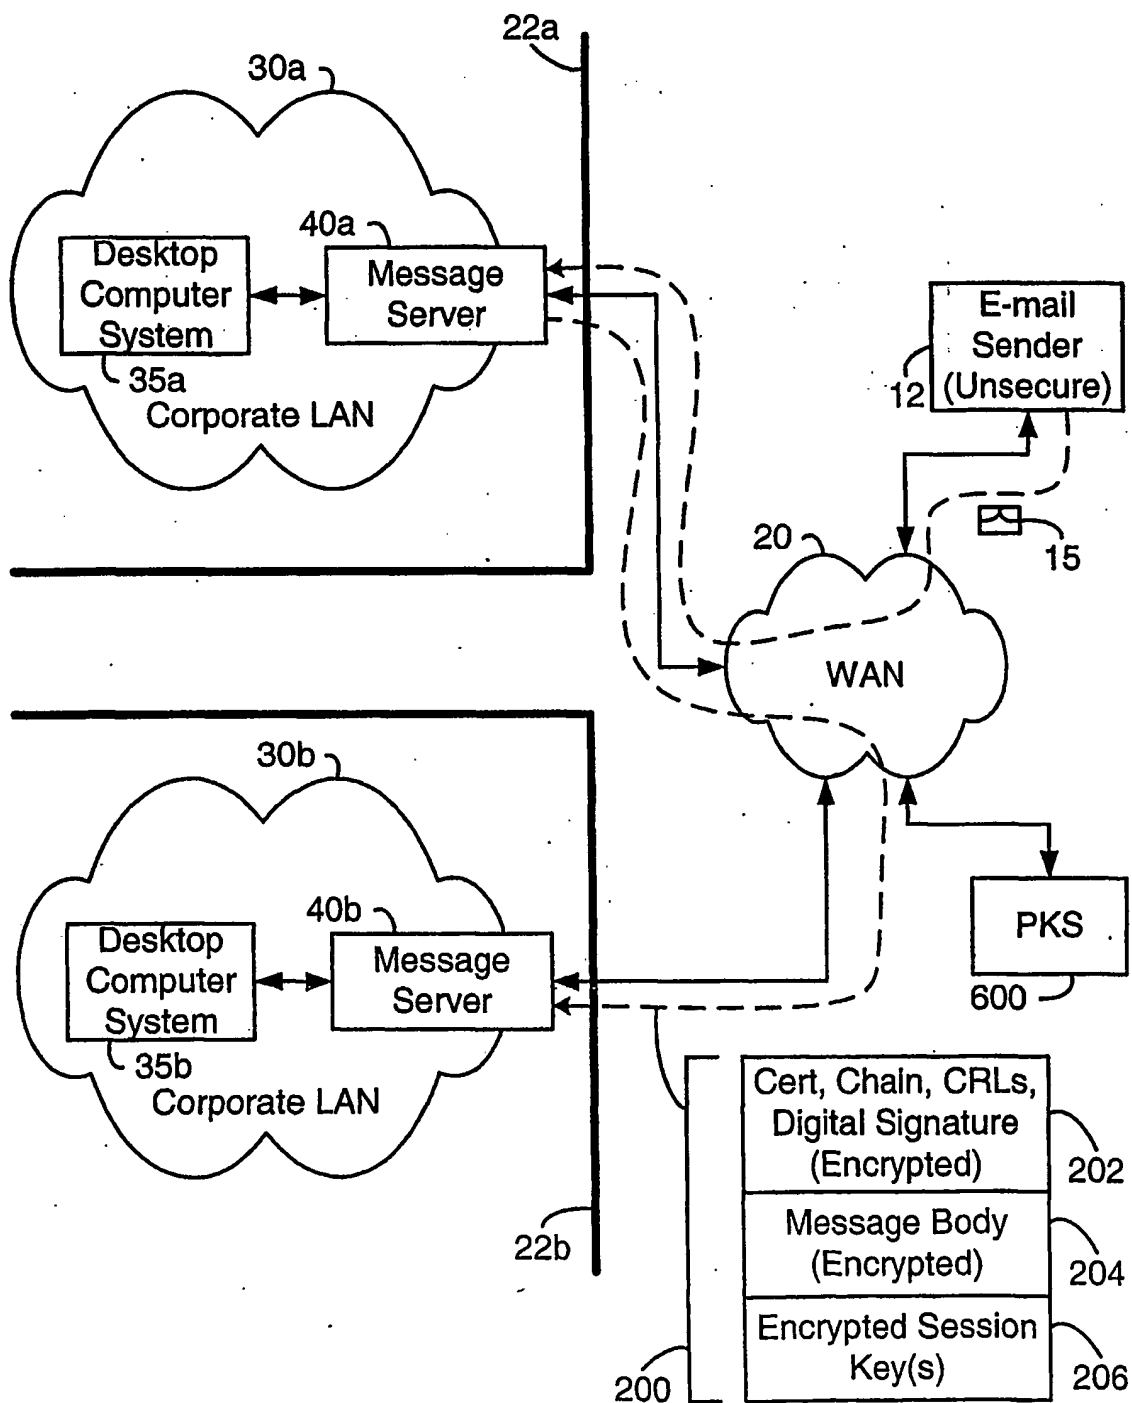 22a
30a
40a
Desktop
Computer
System
Message
Server
35a
Corporate LAN
E-mail
Sender
(Unsecure)
12
15
20
WAN
30b
40b
Desktop
Computer
System
Message
Server
35b
Corporate LAN
PKS
600
22b
Cert, Chain, CRLs,
Digital Signature
(Encrypted)
202
Message Body
(Encrypted)
204
Encrypted Session
Key(s)
206
200